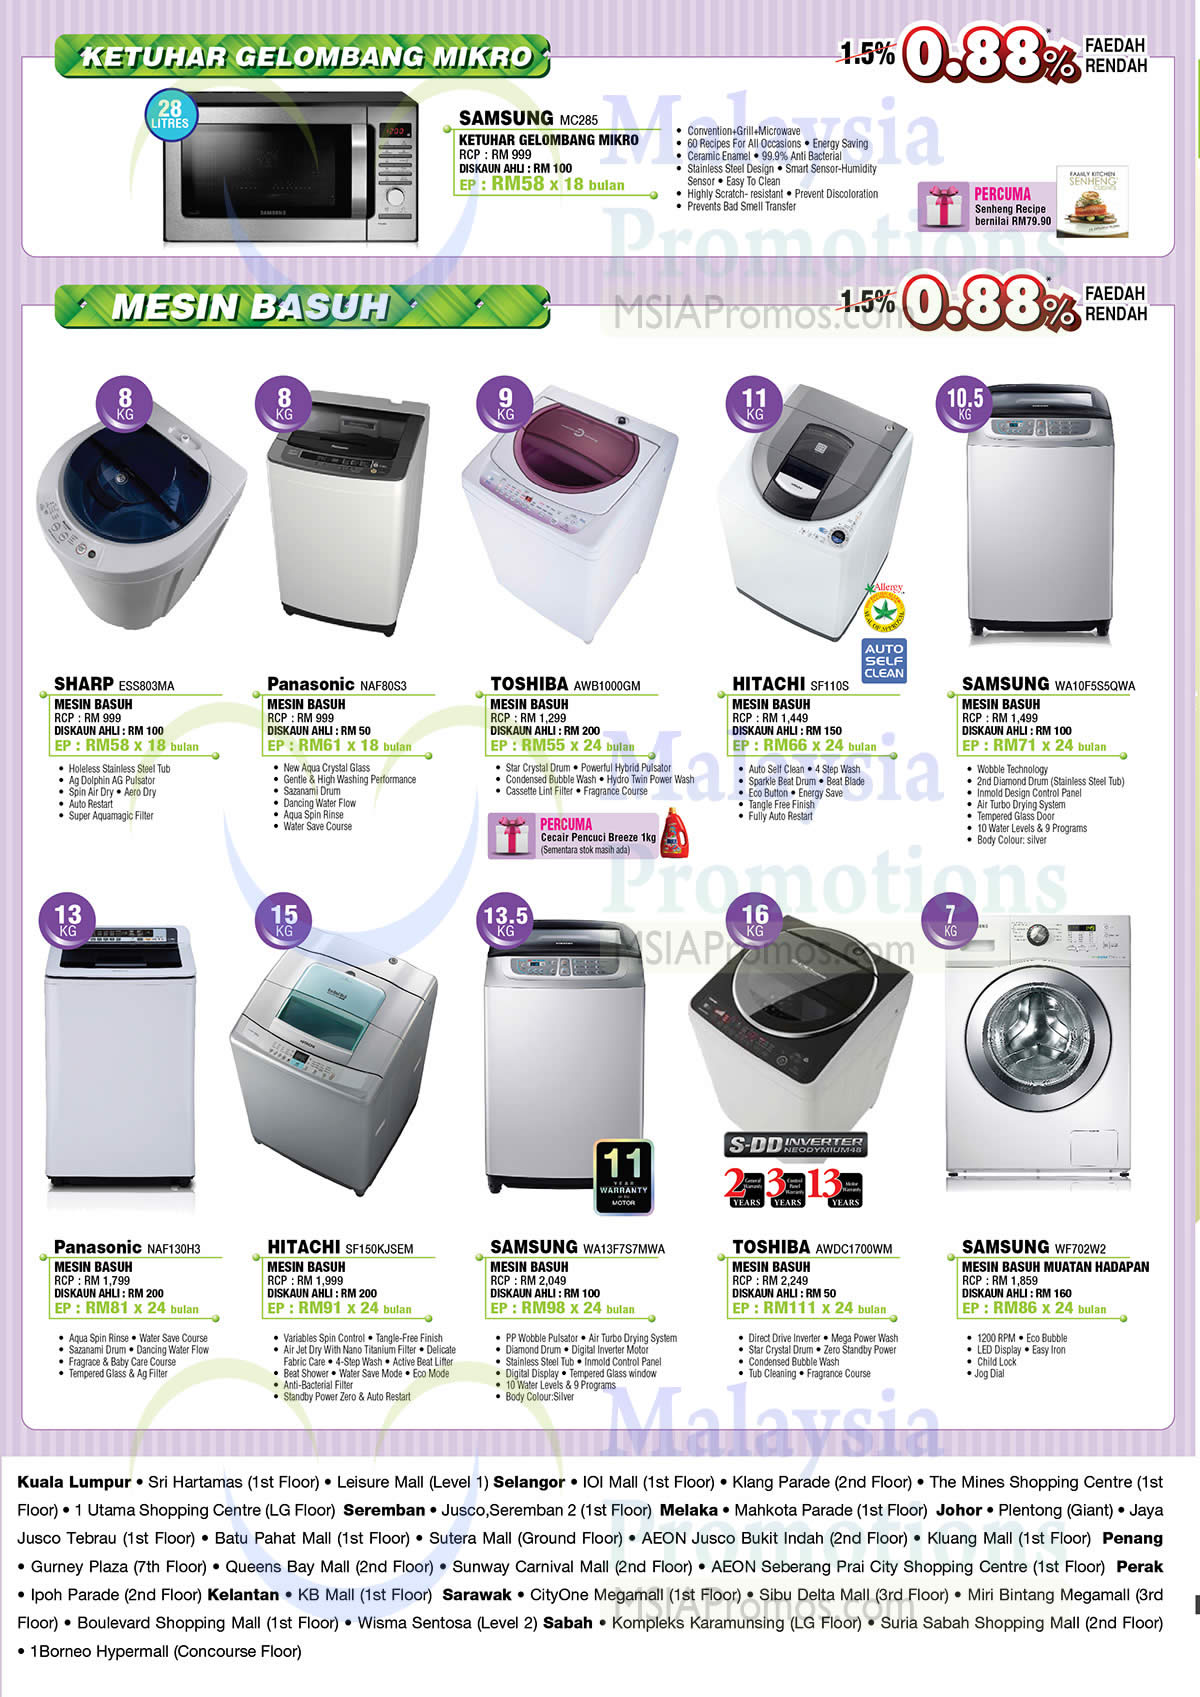 KETUHAR GELOMBANG MIKRO
1.5% 0.88%* FAEDAH RENDAH
28 LITRES
SAMSUNG MC285
KETUHAR GELOMBANG MIKRO
RCP : RM 999
DISKAUN AHLI : RM 100
EP : RM58 x 18 bulan
• Convention+Grill+Microwave
• 60 Recipes For All Occasions • Energy Saving
• Ceramic Enamel • 99.9% Anti Bacterial
• Stainless Steel Design • Smart Sensor-Humidity
Sensor • Easy To Clean
• Highly Scratch- resistant • Prevent Discoloration
• Prevents Bad Smell Transfer
PERCUMA
Senheng Recipe
bernilai RM79.90
FAMILY KITCHEN
SENHENG
MESIN BASUH
1.5% 0.88%* FAEDAH RENDAH
8 KG
8 KG
9 KG
11 KG
10.5 KG
Allergy
AUTO
SELF
CLEAN
SHARP ESS803MA
MESIN BASUH
RCP : RM 999
DISKAUN AHLI : RM 100
EP : RM58 x 18 bulan
• Holeless Stainless Steel Tub
• Ag Dolphin AG Pulsator
• Spin Air Dry • Aero Dry
• Auto Restart
• Super Aquamagic Filter
Panasonic NAF80S3
MESIN BASUH
RCP : RM 999
DISKAUN AHLI : RM 50
EP : RM61 x 18 bulan
• New Aqua Crystal Glass
• Gentle & High Washing Performance
• Sazanami Drum
• Dancing Water Flow
• Aqua Spin Rinse
• Water Save Course
TOSHIBA AWB1000GM
MESIN BASUH
RCP : RM 1,299
DISKAUN AHLI : RM 200
EP : RM55 x 24 bulan
• Star Crystal Drum • Powerful Hybrid Pulsator
• Condensed Bubble Wash • Hydro Twin Power Wash
• Cassette Lint Filter • Fragrance Course
PERCUMA
Cecair Pencuci Breeze 1kg
(Sementara stok masih ada)
HITACHI SF110S
MESIN BASUH
RCP : RM 1,449
DISKAUN AHLI : RM 150
EP : RM66 x 24 bulan
• Auto Self Clean • 4 Step Wash
• Sparkle Beat Drum • Beat Blade
• Eco Button • Energy Save
• Tangle Free Finish
• Fully Auto Restart
SAMSUNG WA10F5S5QWA
MESIN BASUH
RCP : RM 1,499
DISKAUN AHLI : RM 100
EP : RM71 x 24 bulan
• Wobble Technology
• 2nd Diamond Drum (Stainless Steel Tub)
• Inmold Design Control Panel
• Air Turbo Drying System
• Tempered Glass Door
• 10 Water Levels & 9 Programs
• Body Colour: silver
13 KG
15 KG
13.5 KG
16 KG
7 KG
11
YEAR
WARRANTY
MOTOR
S-DD INVERTER
NEODYMIUM48
2 General Warranty YEARS
3 Control Panel Warranty YEARS
13 Motor Warranty YEARS
Panasonic NAF130H3
MESIN BASUH
RCP : RM 1,799
DISKAUN AHLI : RM 200
EP : RM81 x 24 bulan
• Aqua Spin Rinse • Water Save Course
• Sazanami Drum • Dancing Water Flow
• Fragrace & Baby Care Course
• Tempered Glass & Ag Filter
HITACHI SF150KJSEM
MESIN BASUH
RCP : RM 1,999
DISKAUN AHLI : RM 200
EP : RM91 x 24 bulan
• Variables Spin Control • Tangle-Free Finish
• Air Jet Dry With Nano Titanium Filter • Delicate
Fabric Care • 4-Step Wash • Active Beat Lifter
• Beat Shower • Water Save Mode • Eco Mode
• Anti-Bacterial Filter
• Standby Power Zero & Auto Restart
SAMSUNG WA13F7S7MWA
MESIN BASUH
RCP : RM 2,049
DISKAUN AHLI : RM 100
EP : RM98 x 24 bulan
• PP Wobble Pulsator • Air Turbo Drying System
• Diamond Drum • Digital Inverter Motor
• Stainless Steel Tub • Inmold Control Panel
• Digital Display • Tempered Glass window
• 10 Water Levels & 9 Programs
• Body Colour:Silver
TOSHIBA AWDC1700WM
MESIN BASUH
RCP : RM 2,249
DISKAUN AHLI : RM 50
EP : RM111 x 24 bulan
• Direct Drive Inverter • Mega Power Wash
• Star Crystal Drum • Zero Standby Power
• Condensed Bubble Wash
• Tub Cleaning • Fragrance Course
SAMSUNG WF702W2
MESIN BASUH MUATAN HADAPAN
RCP : RM 1,859
DISKAUN AHLI : RM 160
EP : RM86 x 24 bulan
• 1200 RPM • Eco Bubble
• LED Display • Easy Iron
• Child Lock
• Jog Dial
Kuala Lumpur • Sri Hartamas (1st Floor) • Leisure Mall (Level 1) Selangor • IOI Mall (1st Floor) • Klang Parade (2nd Floor) • The Mines Shopping Centre (1st
Floor) • 1 Utama Shopping Centre (LG Floor) Seremban • Jusco,Seremban 2 (1st Floor) Melaka • Mahkota Parade (1st Floor) Johor • Plentong (Giant) • Jaya
Jusco Tebrau (1st Floor) • Batu Pahat Mall (1st Floor) • Sutera Mall (Ground Floor) • AEON Jusco Bukit Indah (2nd Floor) • Kluang Mall (1st Floor) Penang
• Gurney Plaza (7th Floor) • Queens Bay Mall (2nd Floor) • Sunway Carnival Mall (2nd Floor) • AEON Seberang Prai City Shopping Centre (1st Floor) Perak
• Ipoh Parade (2nd Floor) Kelantan • KB Mall (1st Floor) Sarawak • CityOne Megamall (1st Floor) • Sibu Delta Mall (3rd Floor) • Miri Bintang Megamall (3rd
Floor) • Boulevard Shopping Mall (1st Floor) • Wisma Sentosa (Level 2) Sabah • Kompleks Karamunsing (LG Floor) • Suria Sabah Shopping Mall (2nd Floor)
• 1Borneo Hypermall (Concourse Floor)
Malaysia
Promotions
MSIAPromos.com
Malaysia
Promotions
MSIAPromos.com
Malaysia
Promotions
MSIAPromos.com